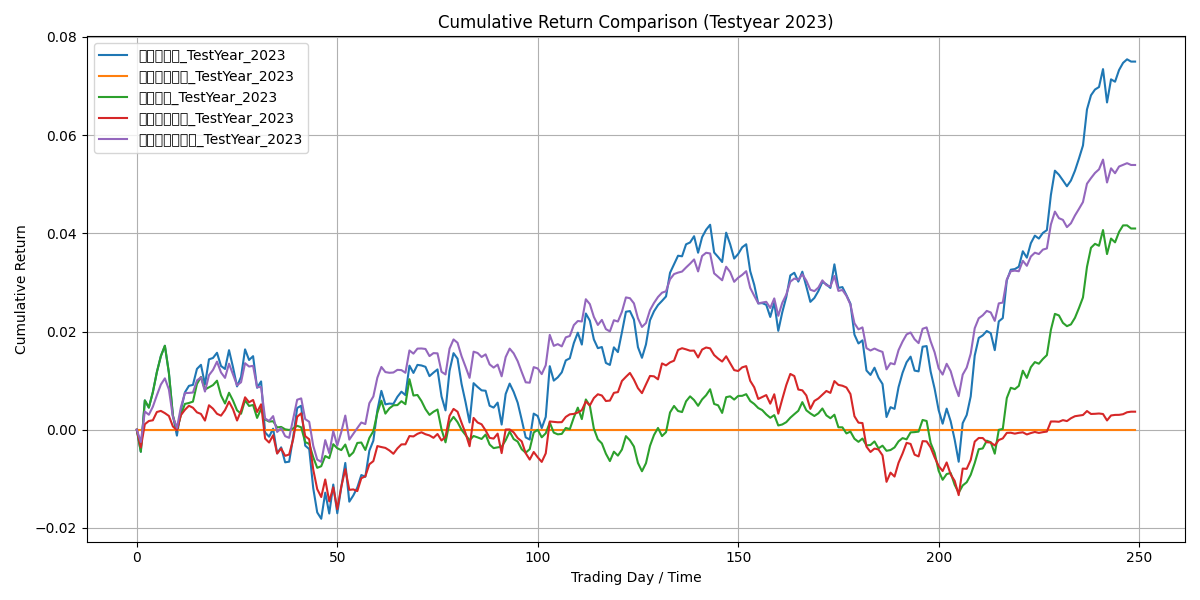 Cumulative Return Comparison (Testyear 2023)
_TestYear_2023
_TestYear_2023
_TestYear_2023
_TestYear_2023
_TestYear_2023
0.08
0.06
0.04
0.02
0.00
−0.02
Cumulative Return
0 50 100 150 200 250
Trading Day / Time